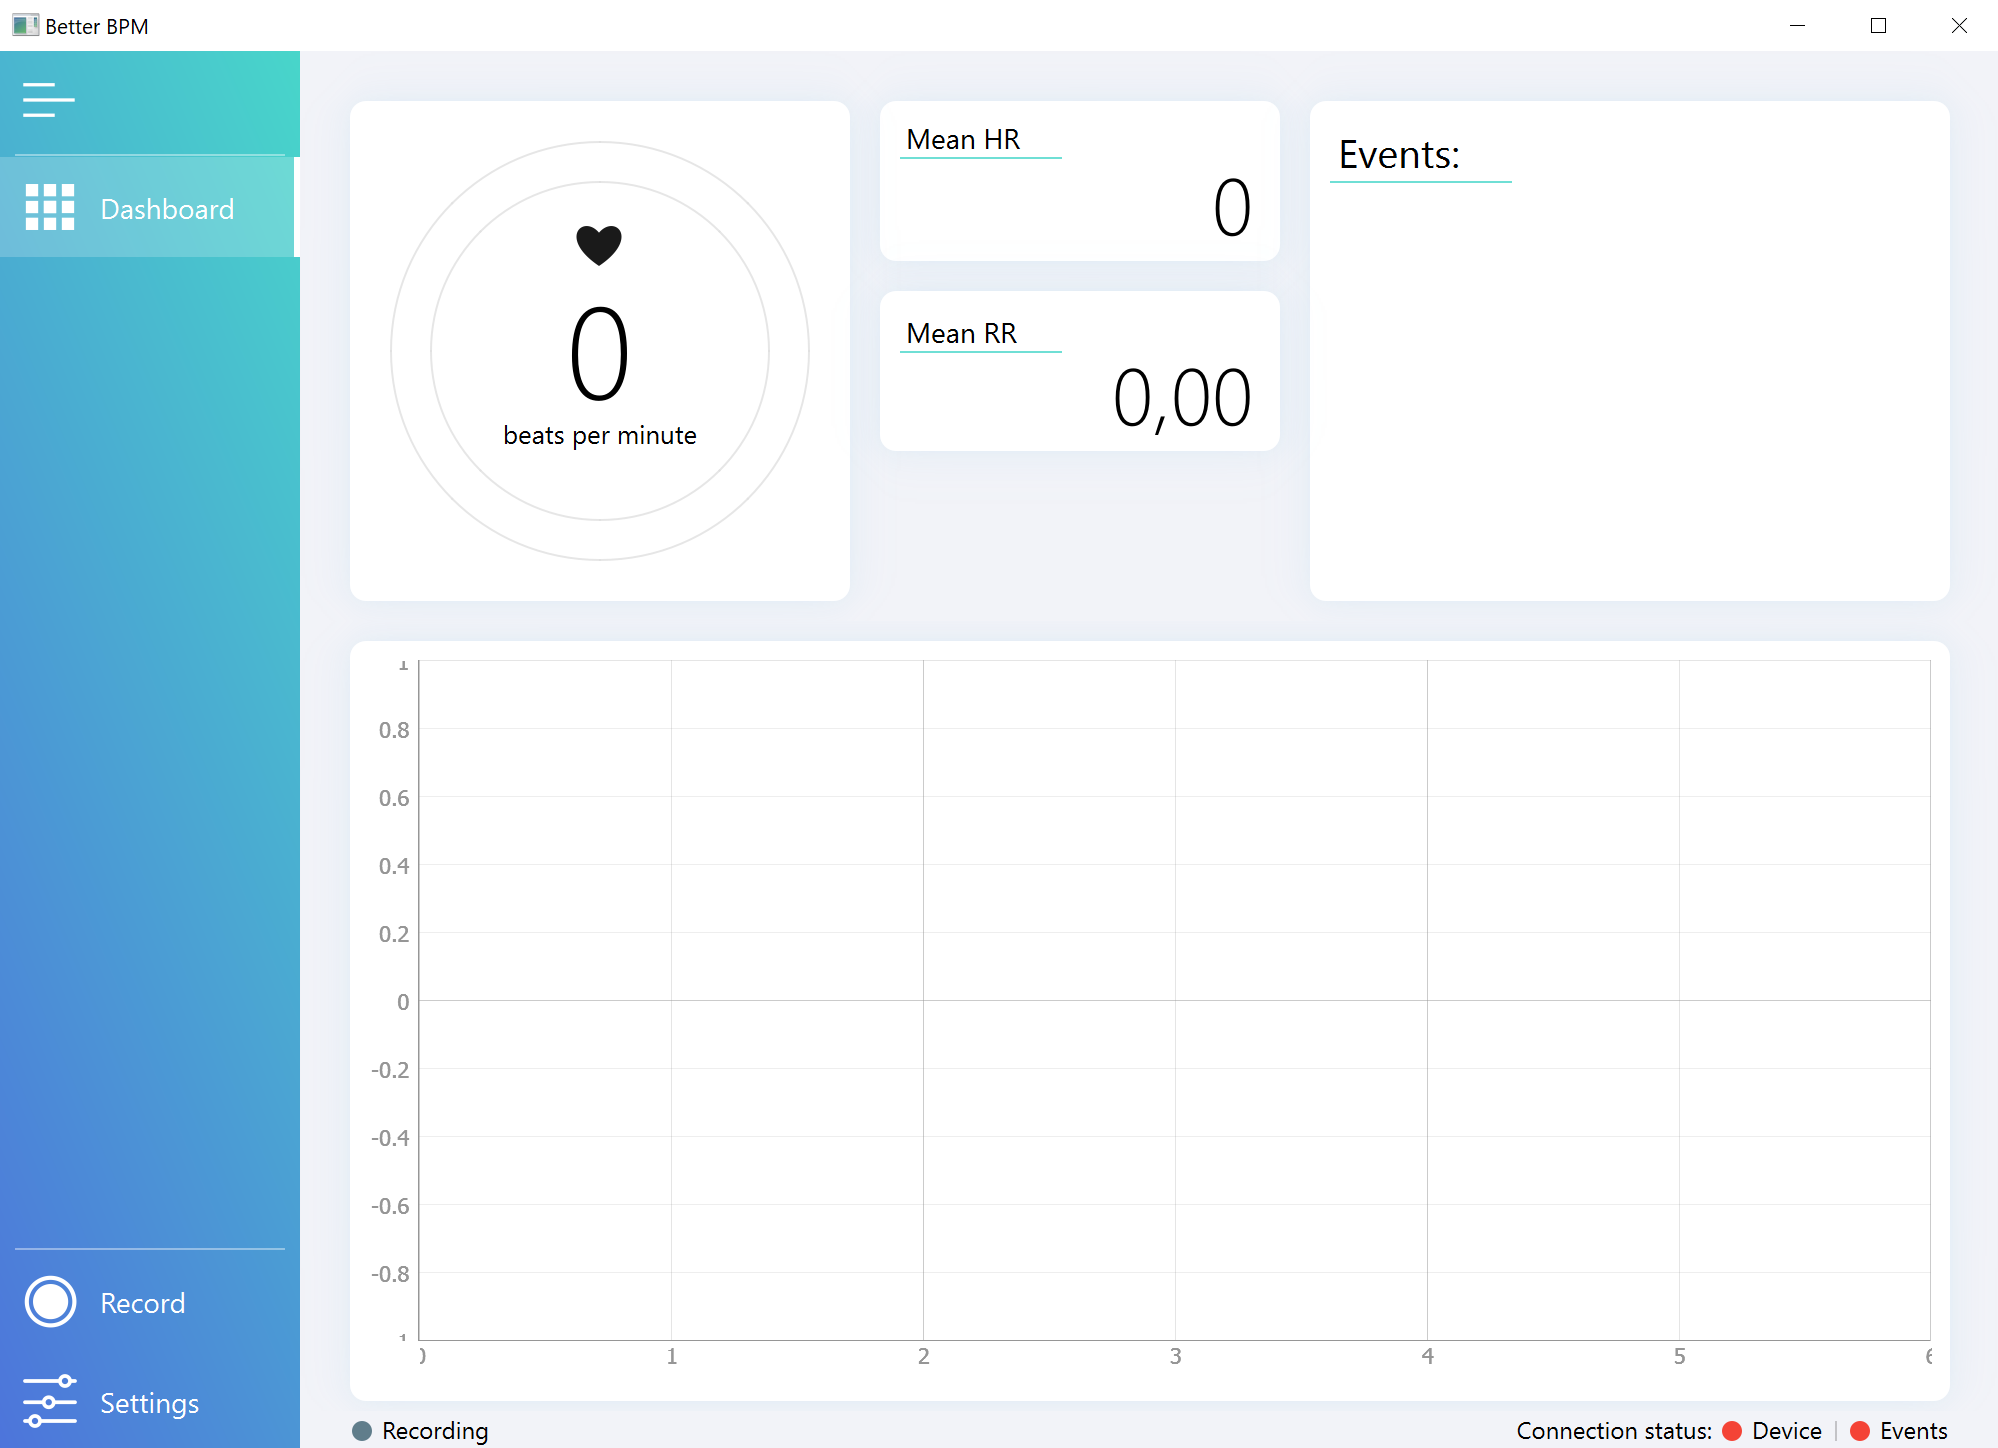 Better BPM
Dashboard
Record
Settings
0
beats per minute
Mean HR
0
Mean RR
0,00
Events:
1
0.8
0.6
0.4
0.2
0
-0.2
-0.4
-0.6
-0.8
0 1 2 3 4 5 6
Recording
Connection status: Device | Events